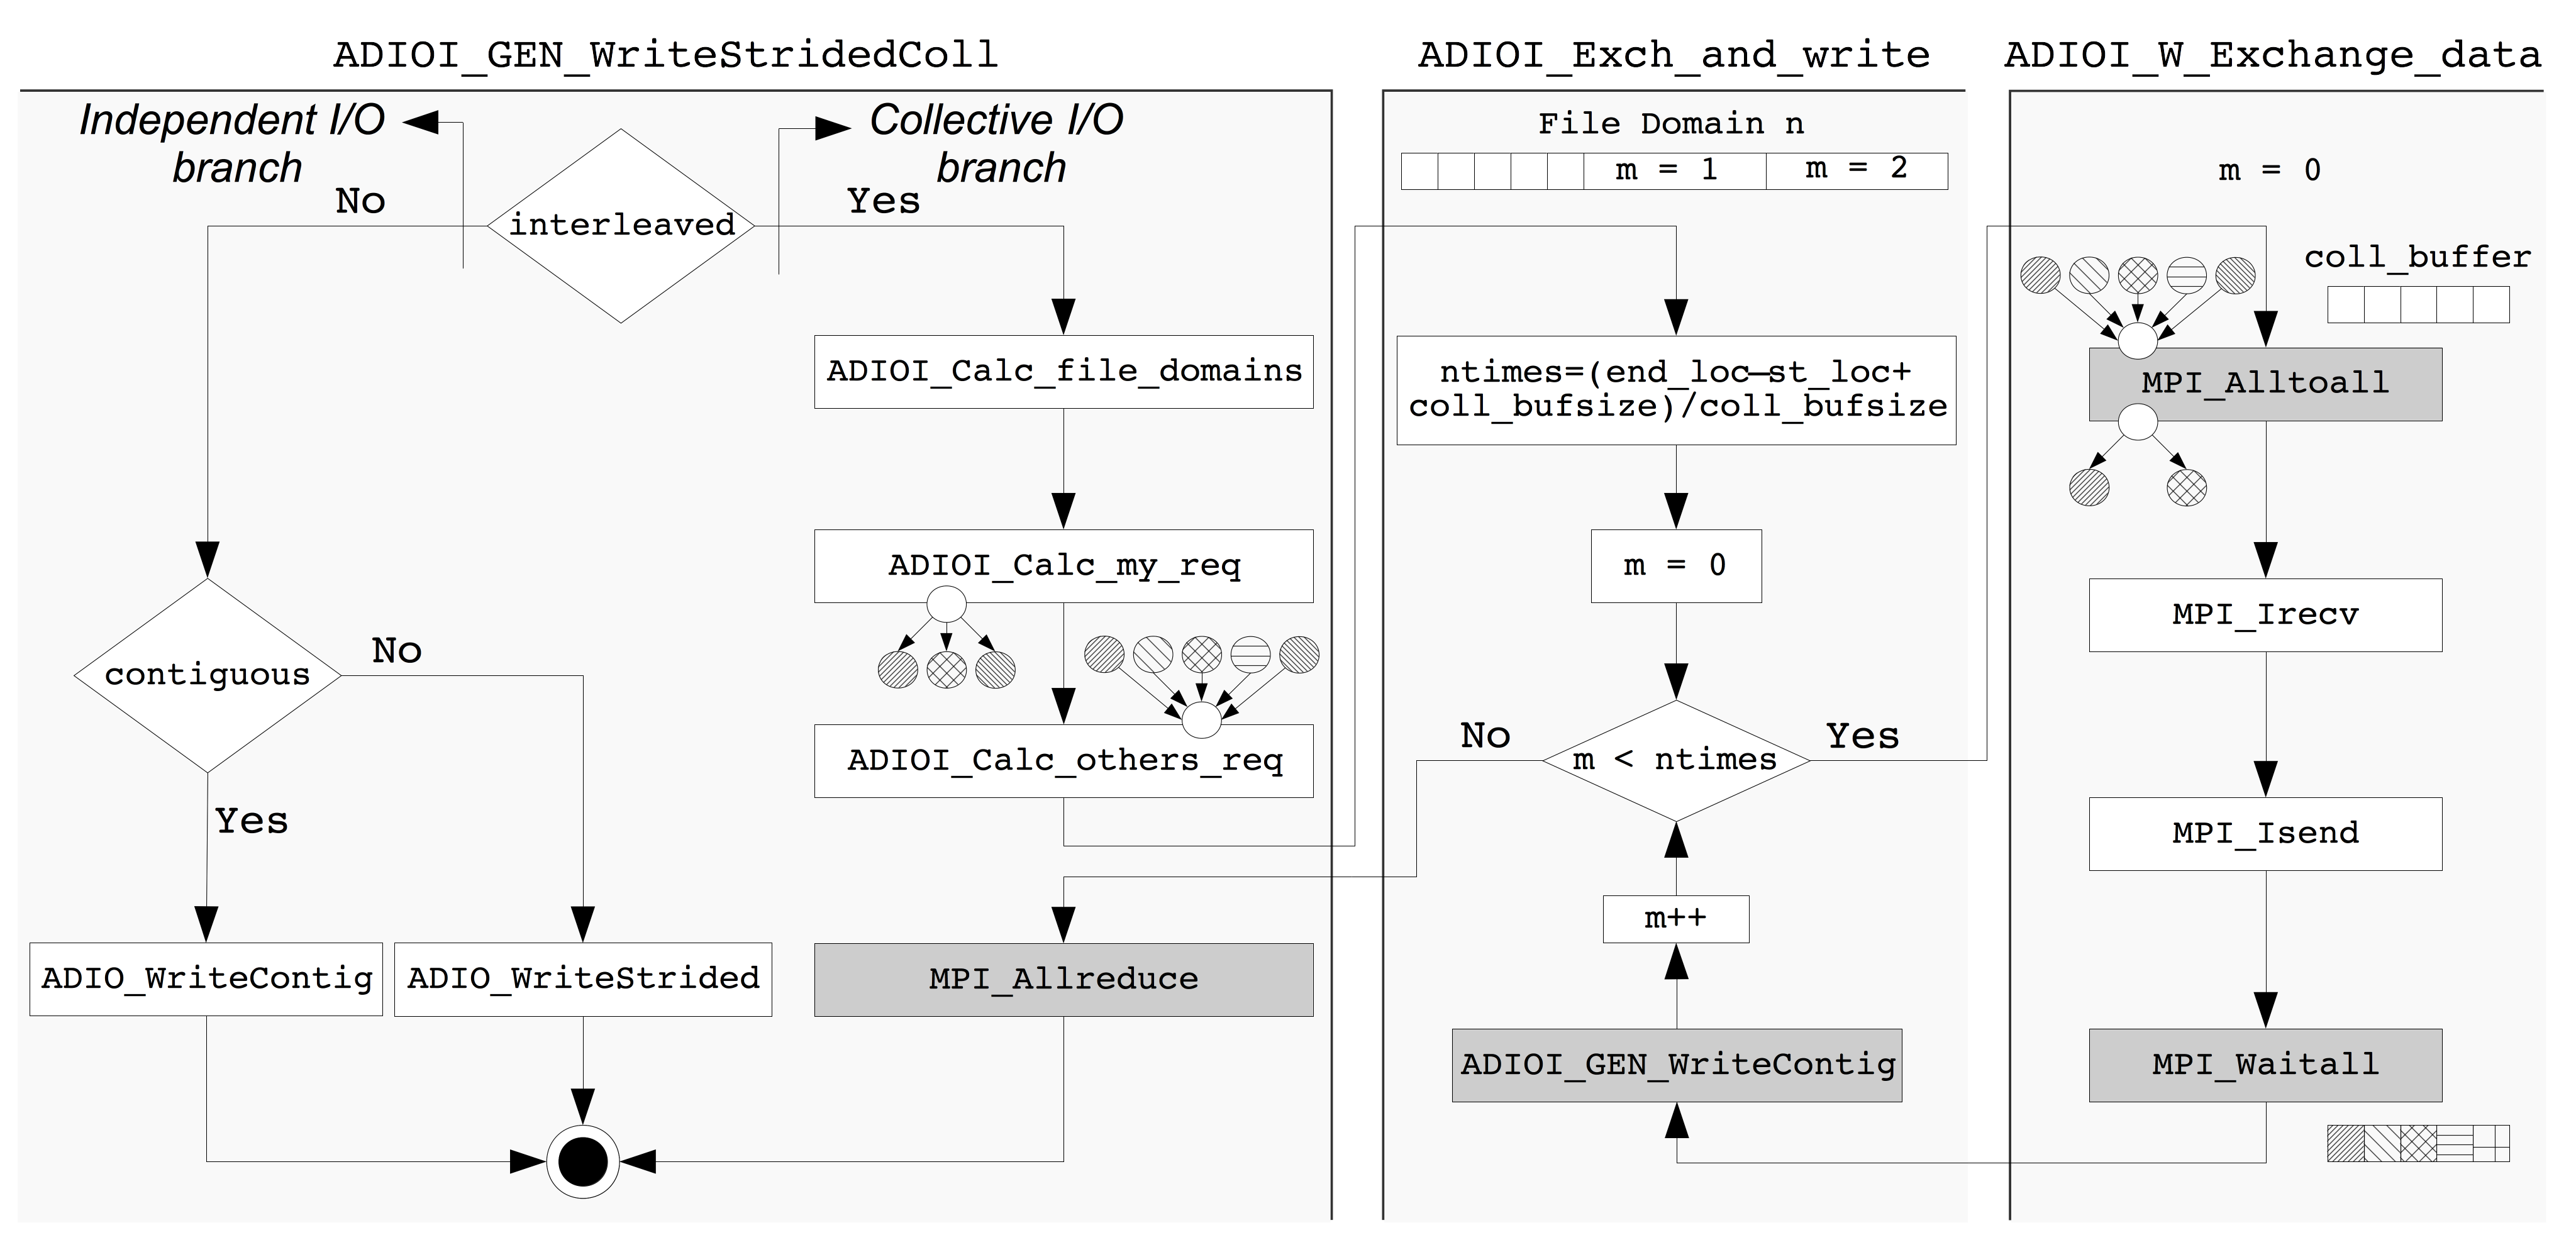 ADIOI_GEN_WriteStridedColl
Independent I/O
branch
Collective I/O
branch
No
interleaved
Yes
ADIOI_Calc_file_domains
ADIOI_Calc_my_req
contiguous
No
ADIOI_Calc_others_req
Yes
ADIO_WriteContig
ADIO_WriteStrided
MPI_Allreduce
ADIOI_Exch_and_write
File Domain n
m = 1
m = 2
ntimes=(end_loc–st_loc+
coll_bufsize)/coll_bufsize
m = 0
No
m < ntimes
Yes
m++
ADIOI_GEN_WriteContig
ADIOI_W_Exchange_data
m = 0
coll_buffer
MPI_Alltoall
MPI_Irecv
MPI_Isend
MPI_Waitall